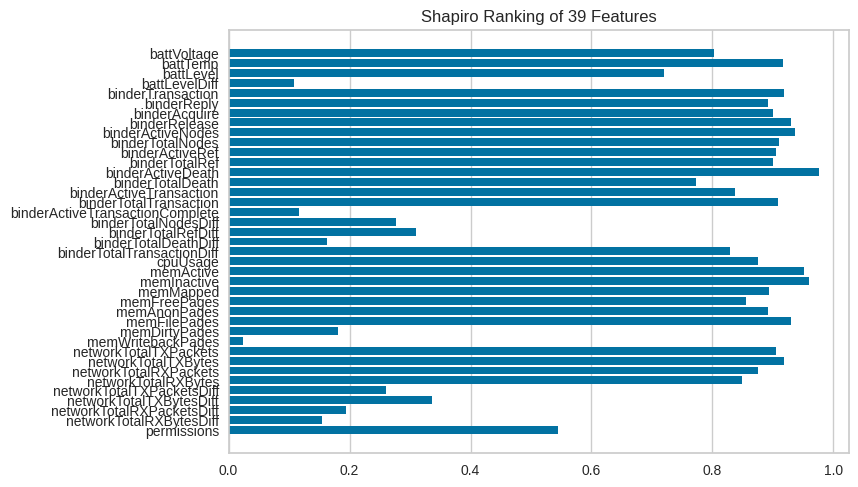 Shapiro Ranking of 39 Features
battVoltage
battTemp
battLevel
battLevelDiff
binderTransaction
binderReply
binderAcquire
binderRelease
binderActiveNodes
binderTotalNodes
binderActiveRef
binderTotalRef
binderActiveDeath
binderTotalDeath
binderActiveTransaction
binderTotalTransaction
binderActiveTransactionComplete
binderTotalNodesDiff
binderTotalRefDiff
binderTotalDeathDiff
binderTotalTransactionDiff
cpuUsage
memActive
memInactive
memMapped
memFreePages
memAnonPages
memFilePages
memDirtyPages
memWritebackPages
networkTotalTXPackets
networkTotalTXBytes
networkTotalRXPackets
networkTotalRXBytes
networkTotalTXPacketsDiff
networkTotalTXBytesDiff
networkTotalRXPacketsDiff
networkTotalRXBytesDiff
permissions
0.0 0.2 0.4 0.6 0.8 1.0